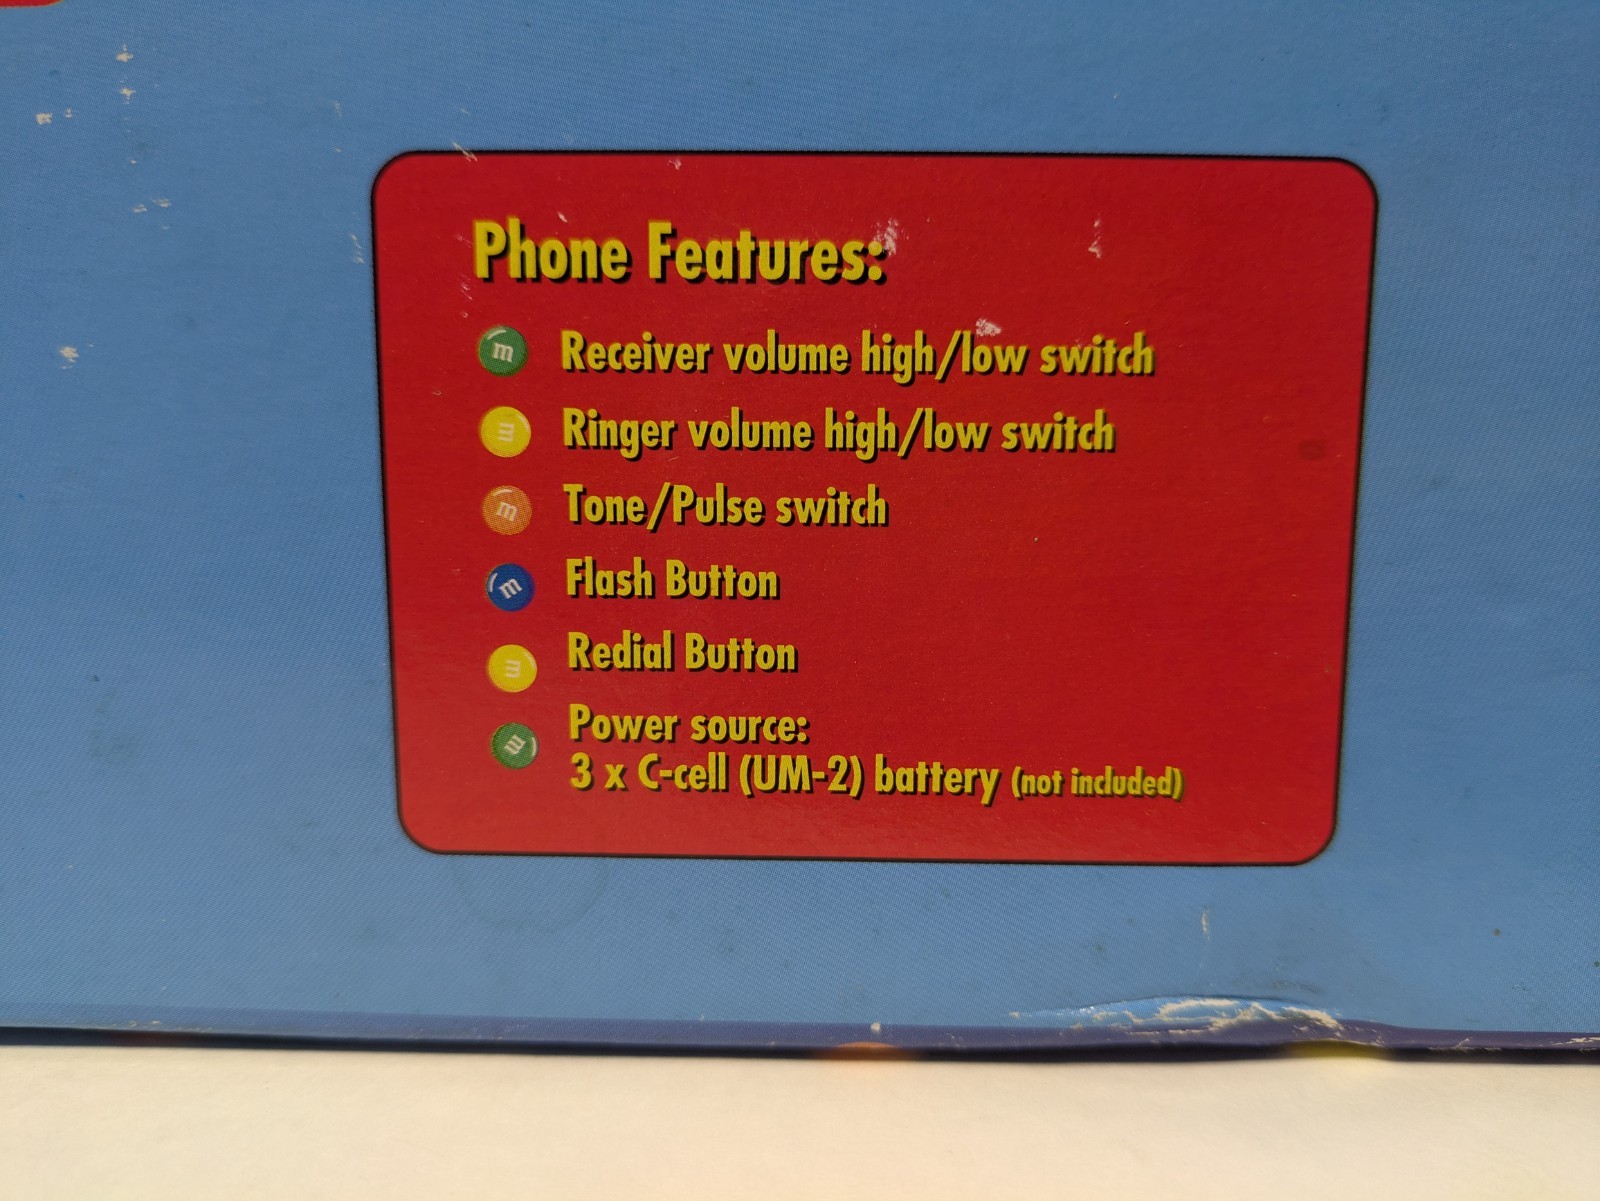 Phone Features:
m Receiver volume high/low switch
m Ringer volume high/low switch
m Tone/Pulse switch
m Flash Button
m Redial Button
m Power source:
3 x C-cell (UM-2) battery (not included)